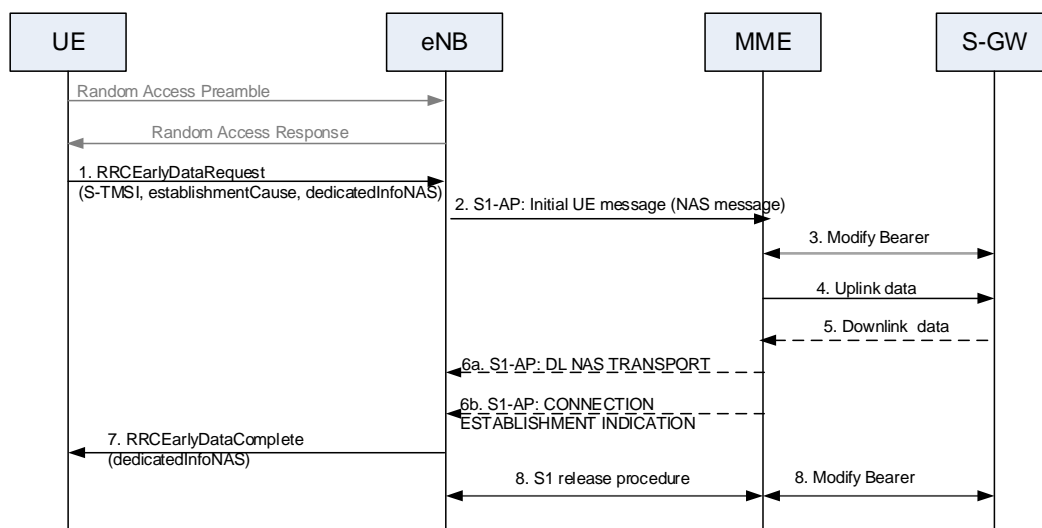 UE
eNB
MME
S-GW
Random Access Preamble
Random Access Response
1. RRCEarlyDataRequest
(S-TMSI, establishmentCause, dedicatedInfoNAS)
2. S1-AP: Initial UE message (NAS message)
3. Modify Bearer
4. Uplink data
5. Downlink data
6a. S1-AP: DL NAS TRANSPORT
6b. S1-AP: CONNECTION
ESTABLISHMENT INDICATION
7. RRCEarlyDataComplete
(dedicatedInfoNAS)
8. S1 release procedure
8. Modify Bearer